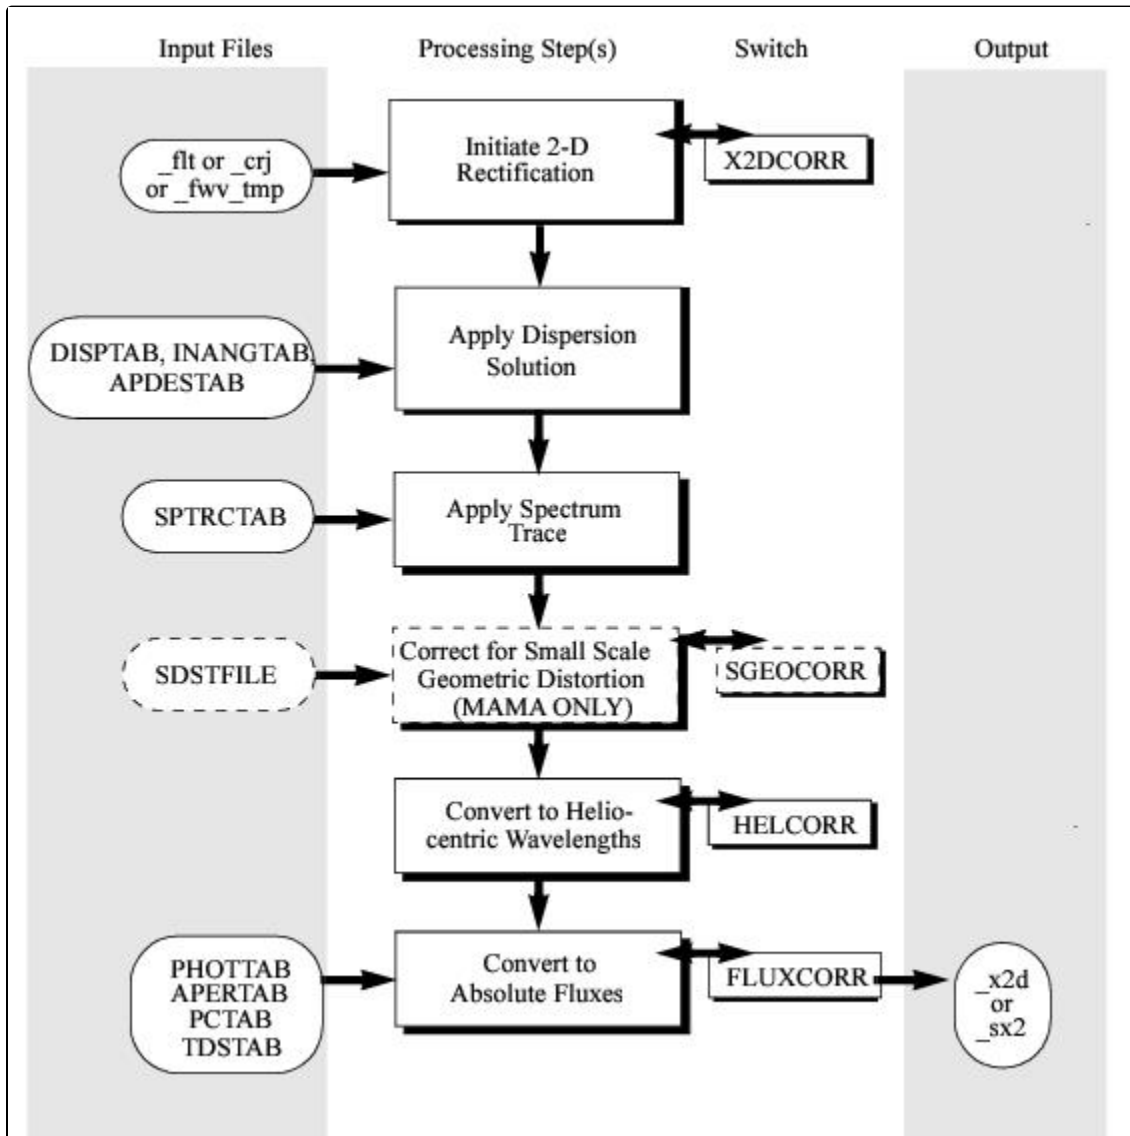 Input Files
Processing Step(s)
Switch
Output
_flt or _crj
or _fwv_tmp
Initiate 2-D
Rectification
X2DCORR
DISPTAB, INANGTAB,
APDESTAB
Apply Dispersion
Solution
SPTRCTAB
Apply Spectrum
Trace
SDSTFILE
Correct for Small Scale
Geometric Distortion
(MAMA ONLY)
SGEOCORR
Convert to Helio-
centric Wavelengths
HELCORR
PHOTTAB
APERTAB
PCTAB
TDSTAB
Convert to
Absolute Fluxes
FLUXCORR
_x2d
or
_sx2